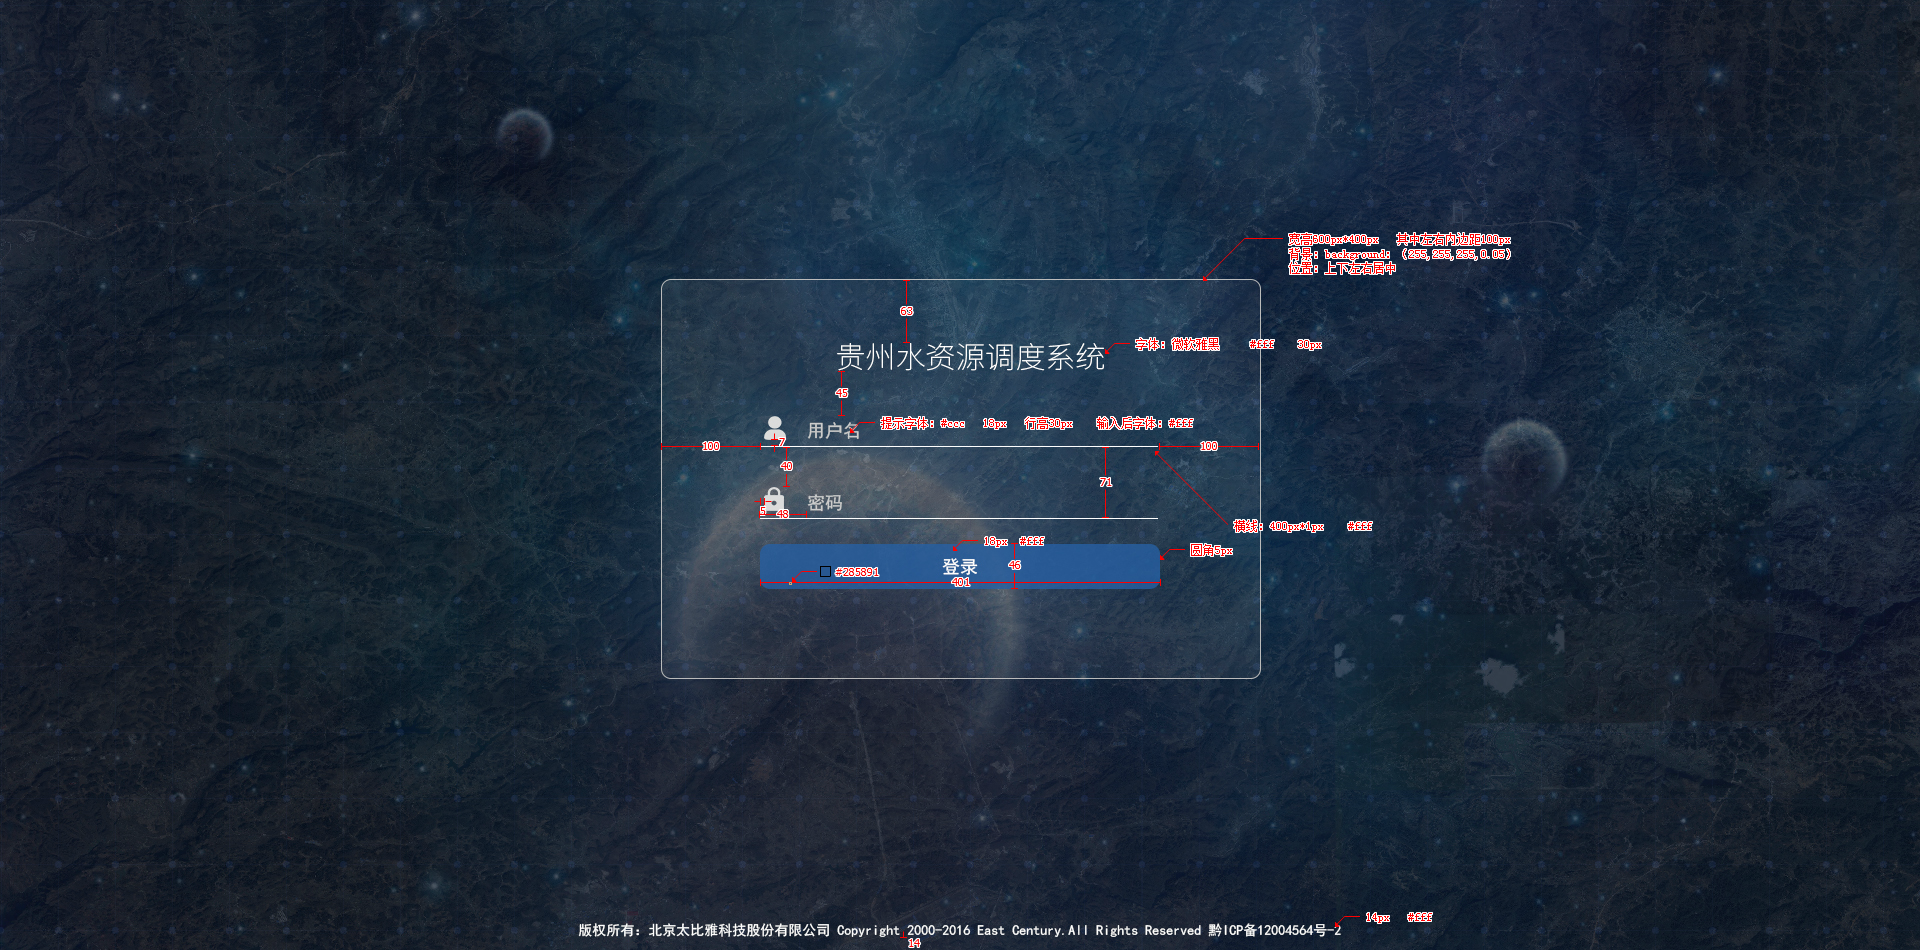 宽高800px*400px 其中左右内边距100px
背景：background：（255,255,255,0.05）
位置：上下左右居中
63
贵州水资源调度系统
字体：微软雅黑 #fff 30px
45
用户名
提示字体：#ccc 18px 行高30px 输入后字体：#fff
100
7
100
40
71
密码
5
48
横线：400px*1px #fff
18px #fff
圆角5px
登录
46
#285891
401
14px #fff
版权所有：北京太比雅科技股份有限公司 Copyright 2000-2016 East Century.All Rights Reserved 黔ICP备12004564号-2
14